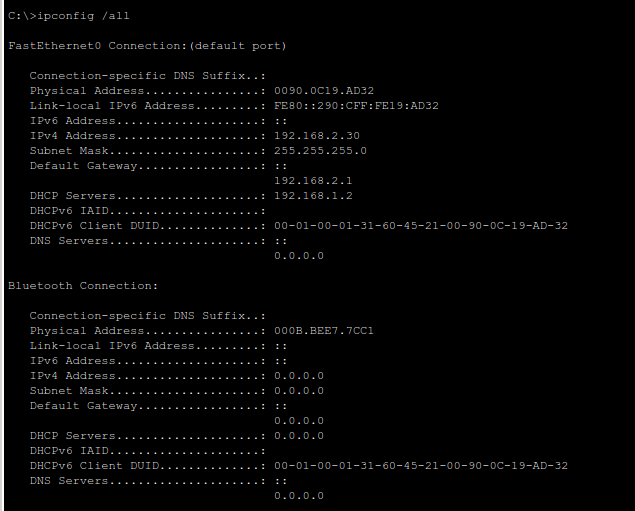 C:\>ipconfig /all
FastEthernet0 Connection:(default port)
Connection-specific DNS Suffix..:
Physical Address................: 0090.0C19.AD32
Link-local IPv6 Address.........: FE80::290:CFF:FE19:AD32
IPv6 Address....................: ::
IPv4 Address....................: 192.168.2.30
Subnet Mask.....................: 255.255.255.0
Default Gateway.................: ::
192.168.2.1
DHCP Servers....................: 192.168.1.2
DHCPv6 IAID.....................:
DHCPv6 Client DUID..............: 00-01-00-01-31-60-45-21-00-90-0C-19-AD-32
DNS Servers.....................: ::
0.0.0.0
Bluetooth Connection:
Connection-specific DNS Suffix..:
Physical Address................: 000B.BEE7.7CC1
Link-local IPv6 Address.........: ::
IPv6 Address....................: ::
IPv4 Address....................: 0.0.0.0
Subnet Mask.....................: 0.0.0.0
Default Gateway.................: ::
0.0.0.0
DHCP Servers....................: 0.0.0.0
DHCPv6 IAID.....................:
DHCPv6 Client DUID..............: 00-01-00-01-31-60-45-21-00-90-0C-19-AD-32
DNS Servers.....................: ::
0.0.0.0